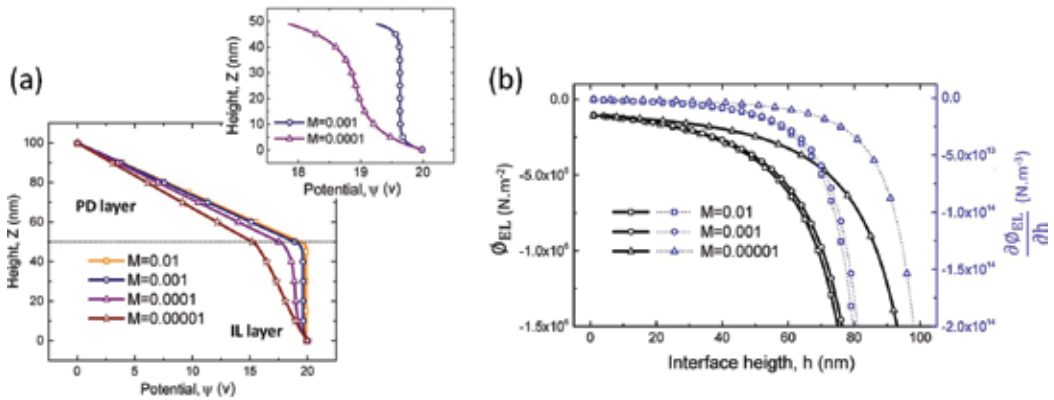 (a)
Height, Z (nm)
50
40
30
20
10
0
M=0.001
M=0.0001
18
19
20
Potential, ψ (v)
Height, Z (nm)
100
80
60
40
20
0
PD layer
M=0.01
M=0.001
M=0.0001
M=0.00001
IL layer
0
5
10
15
20
Potential, ψ (v)
(b)
Ø_EL (N.m⁻²)
0.0
-5.0x10⁵
-1.0x10⁶
-1.5x10⁶
M=0.01
M=0.001
M=0.00001
0
20
40
60
80
100
Interface heigth, h (nm)
0.0
-5.0x10¹³
-1.0x10¹⁴
-1.5x10¹⁴
-2.0x10¹⁴
∂Ø_EL (N.m⁻³)
∂h